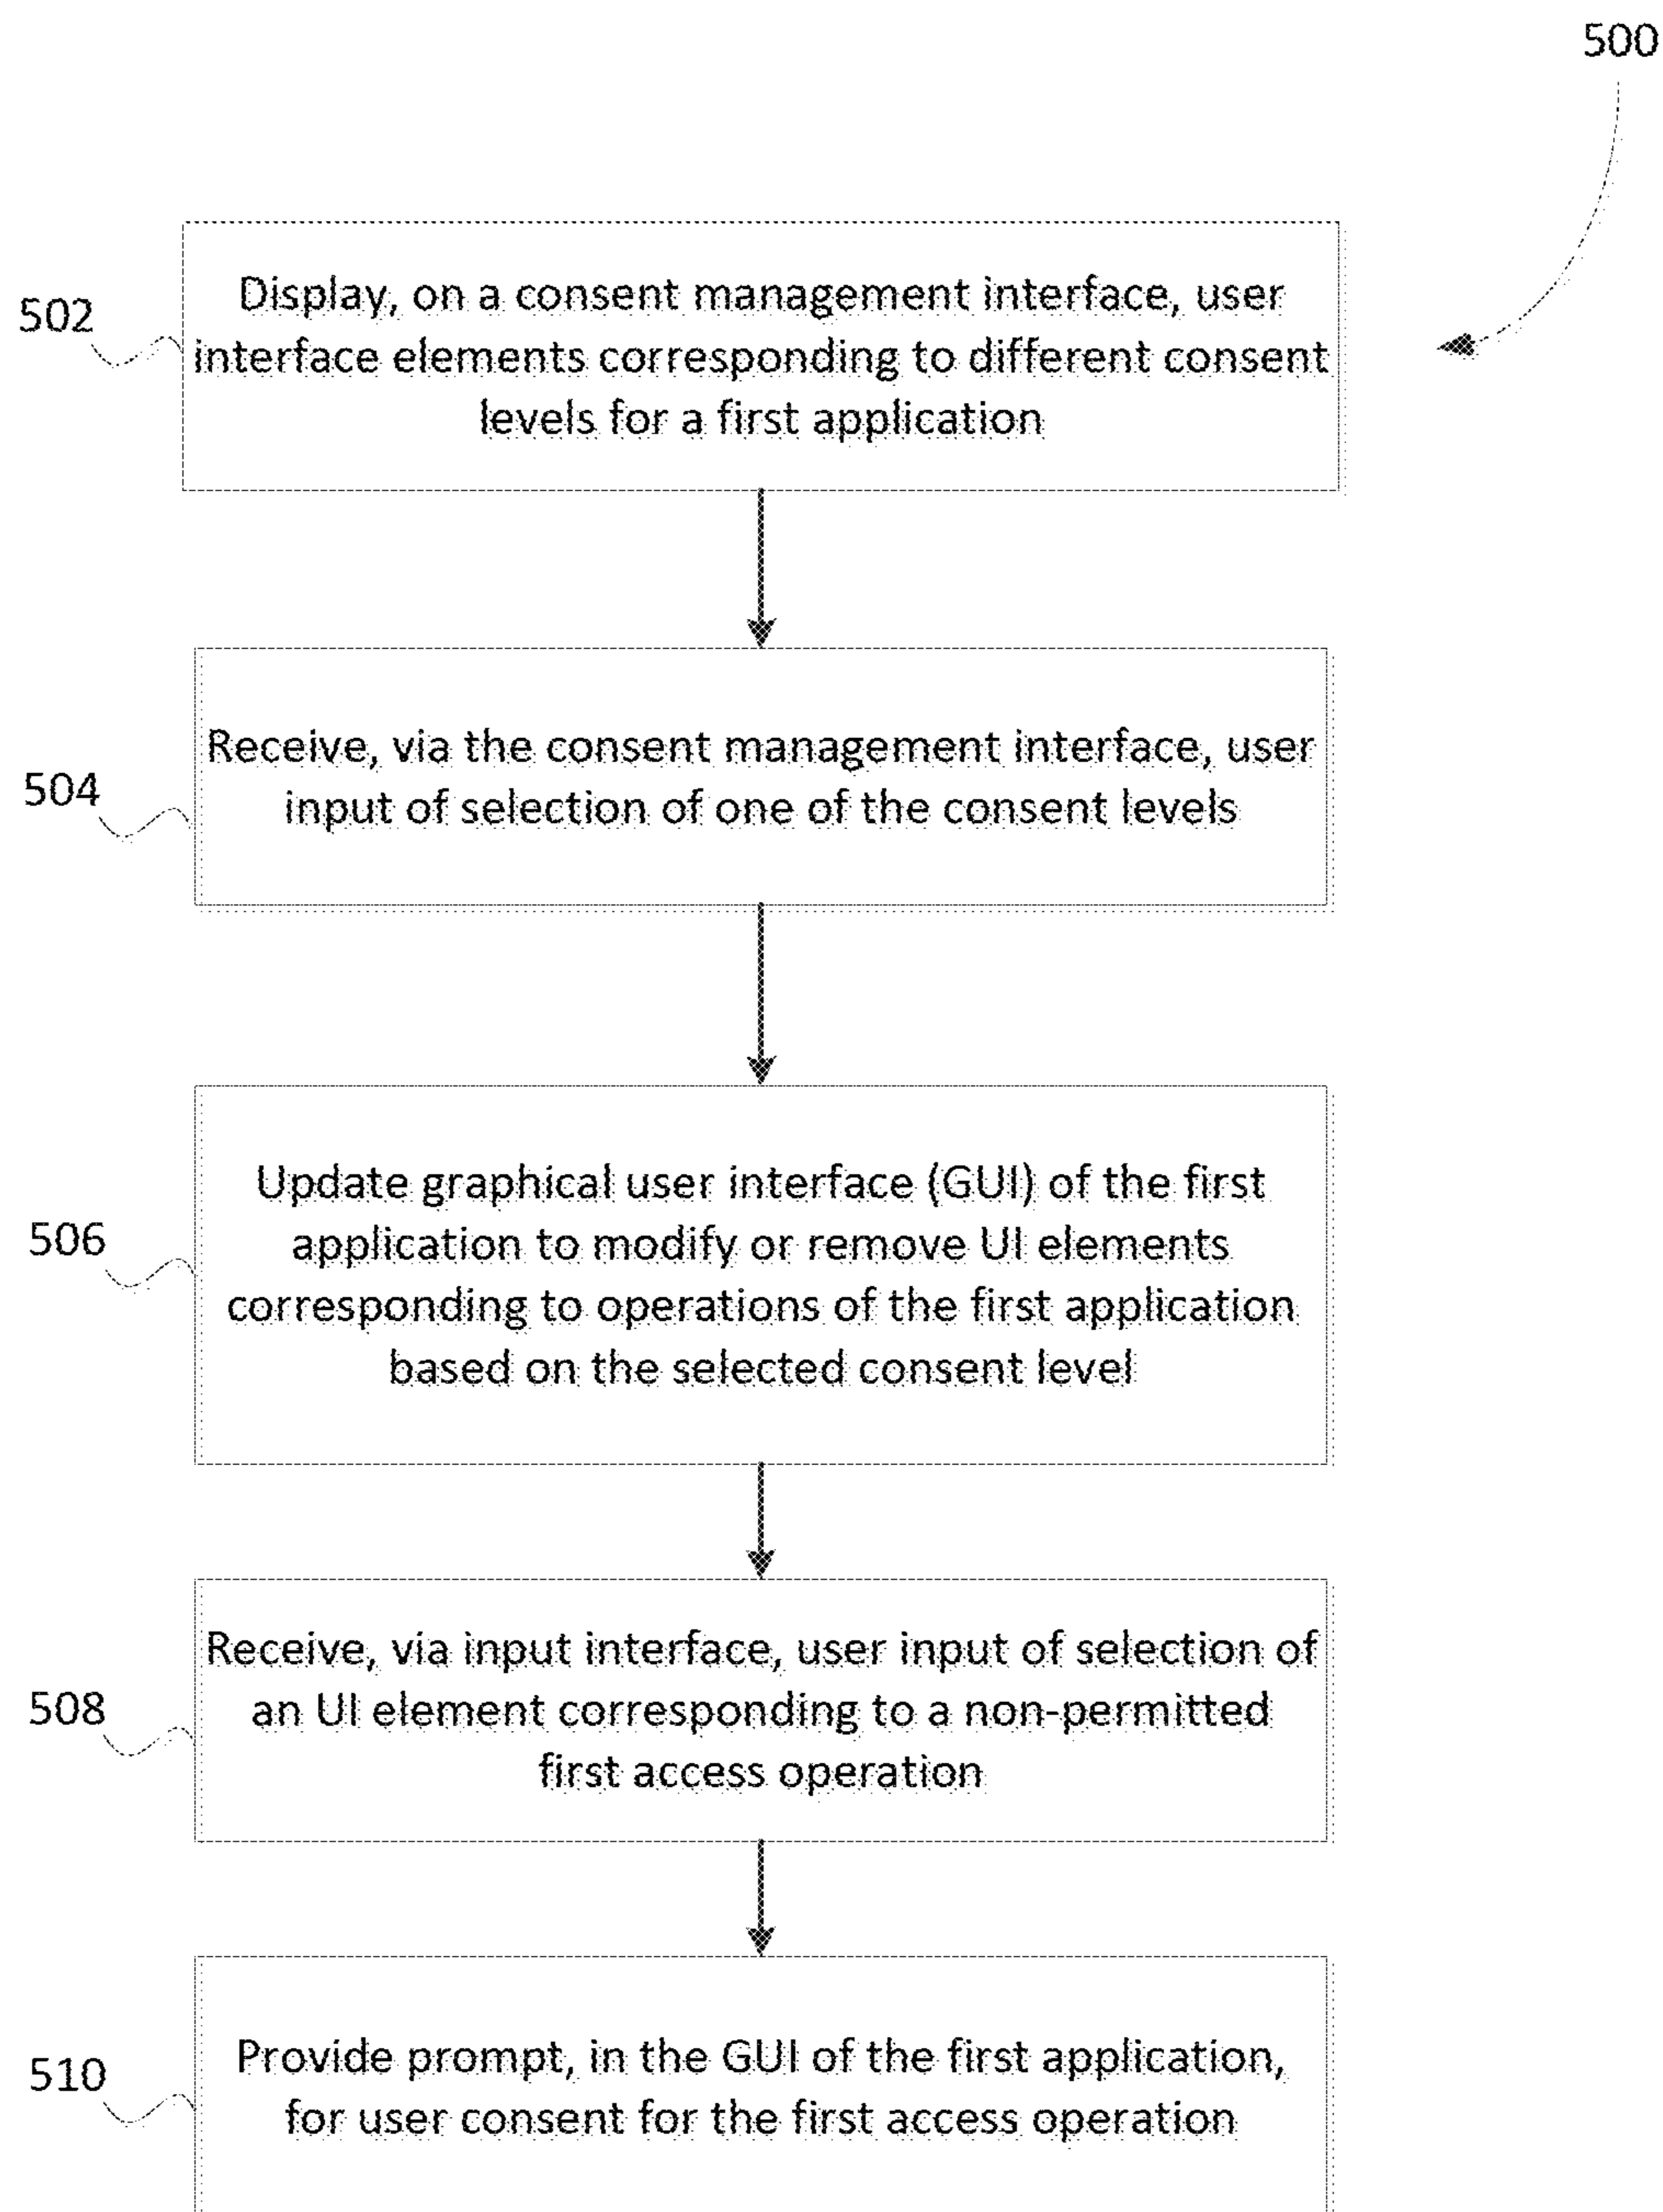 500
502
Display, on a consent management interface, user
interface elements corresponding to different consent
levels for a first application
504
Receive, via the consent management interface, user
input of selection of one of the consent levels
506
Update graphical user interface (GUI) of the first
application to modify or remove UI elements
corresponding to operations of the first application
based on the selected consent level
508
Receive, via input interface, user input of selection of
an UI element corresponding to a non-permitted
first access operation
510
Provide prompt, in the GUI of the first application,
for user consent for the first access operation